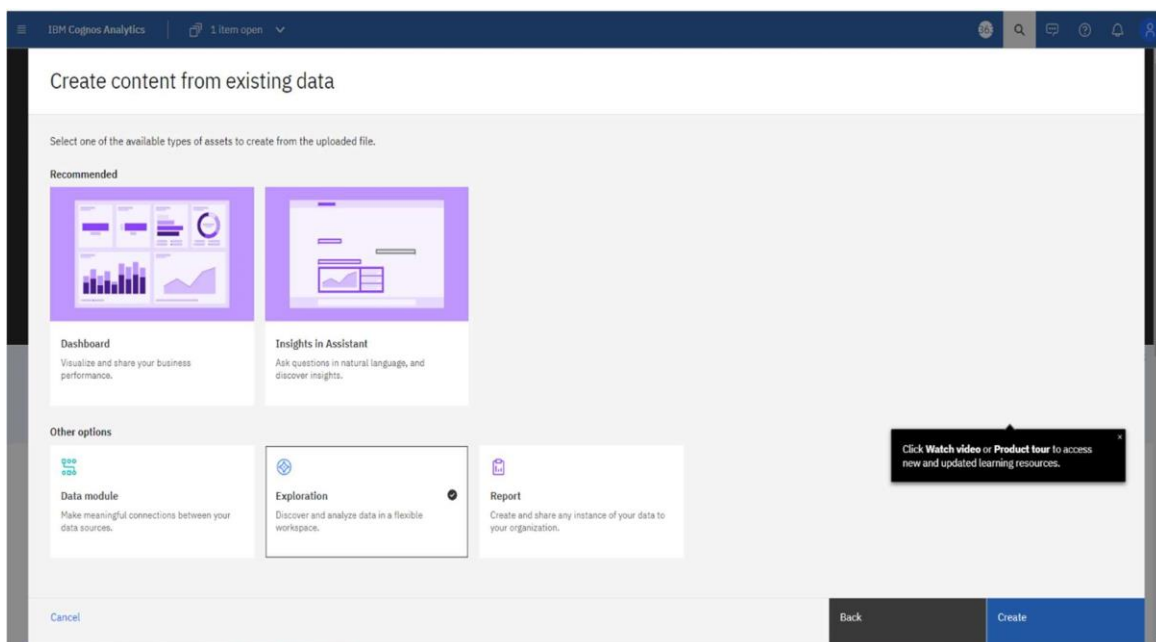 IBM Cognos Analytics
1 item open
Create content from existing data
Select one of the available types of assets to create from the uploaded file.
Recommended
Dashboard
Visualize and share your business
performance.
Insights in Assistant
Ask questions in natural language, and
discover insights.
Other options
Data module
Make meaningful connections between your
data sources.
Exploration
Discover and analyze data in a flexible
workspace.
Report
Create and share any instance of your data to
your organization.
Click Watch video or Product tour to access
new and updated learning resources.
Cancel
Back
Create